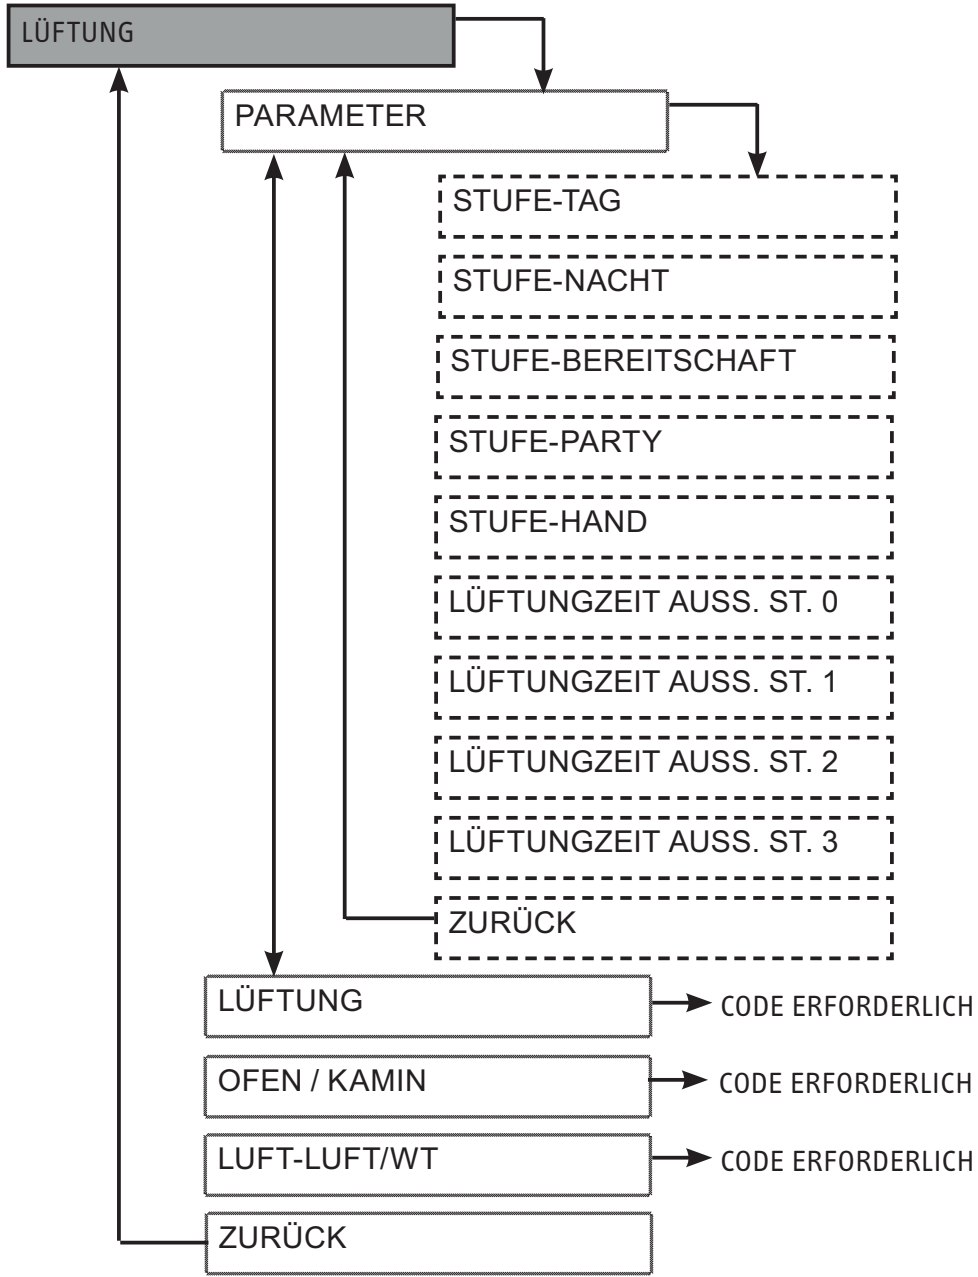 LÜFTUNG
PARAMETER
STUFE-TAG
STUFE-NACHT
STUFE-BEREITSCHAFT
STUFE-PARTY
STUFE-HAND
LÜFTUNGZEIT AUSS. ST. 0
LÜFTUNGZEIT AUSS. ST. 1
LÜFTUNGZEIT AUSS. ST. 2
LÜFTUNGZEIT AUSS. ST. 3
ZURÜCK
LÜFTUNG CODE ERFORDERLICH
OFEN / KAMIN CODE ERFORDERLICH
LUFT-LUFT/WT CODE ERFORDERLICH
ZURÜCK